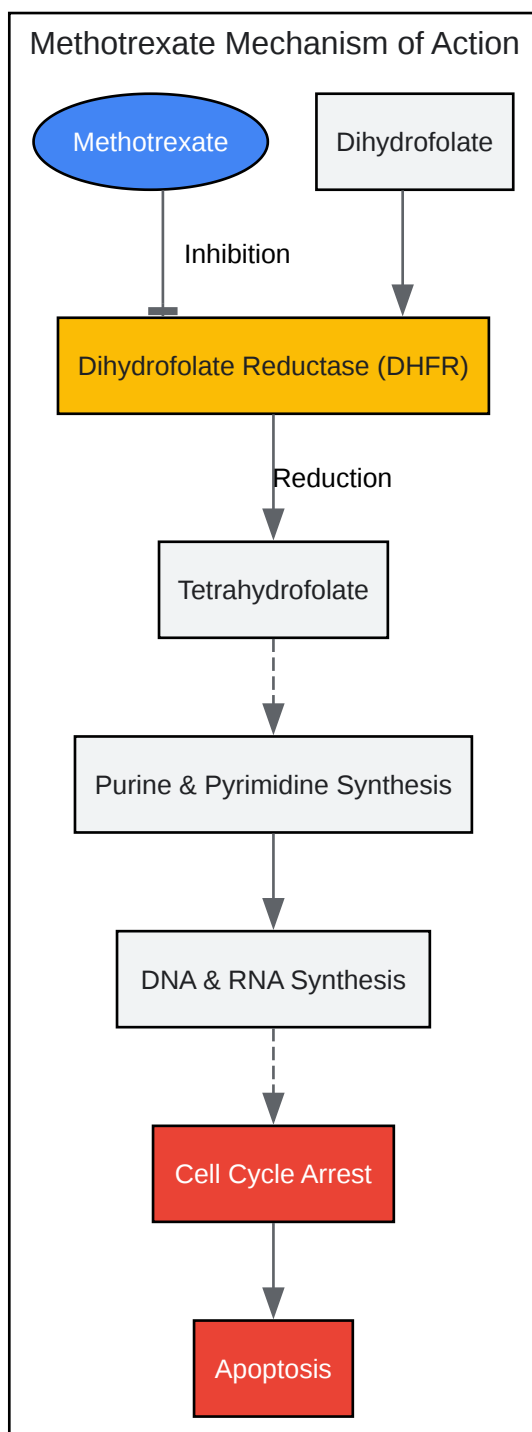 Methotrexate Mechanism of Action
Methotrexate
Dihydrofolate
Inhibition
Dihydrofolate Reductase (DHFR)
Reduction
Tetrahydrofolate
Purine & Pyrimidine Synthesis
DNA & RNA Synthesis
Cell Cycle Arrest
Apoptosis